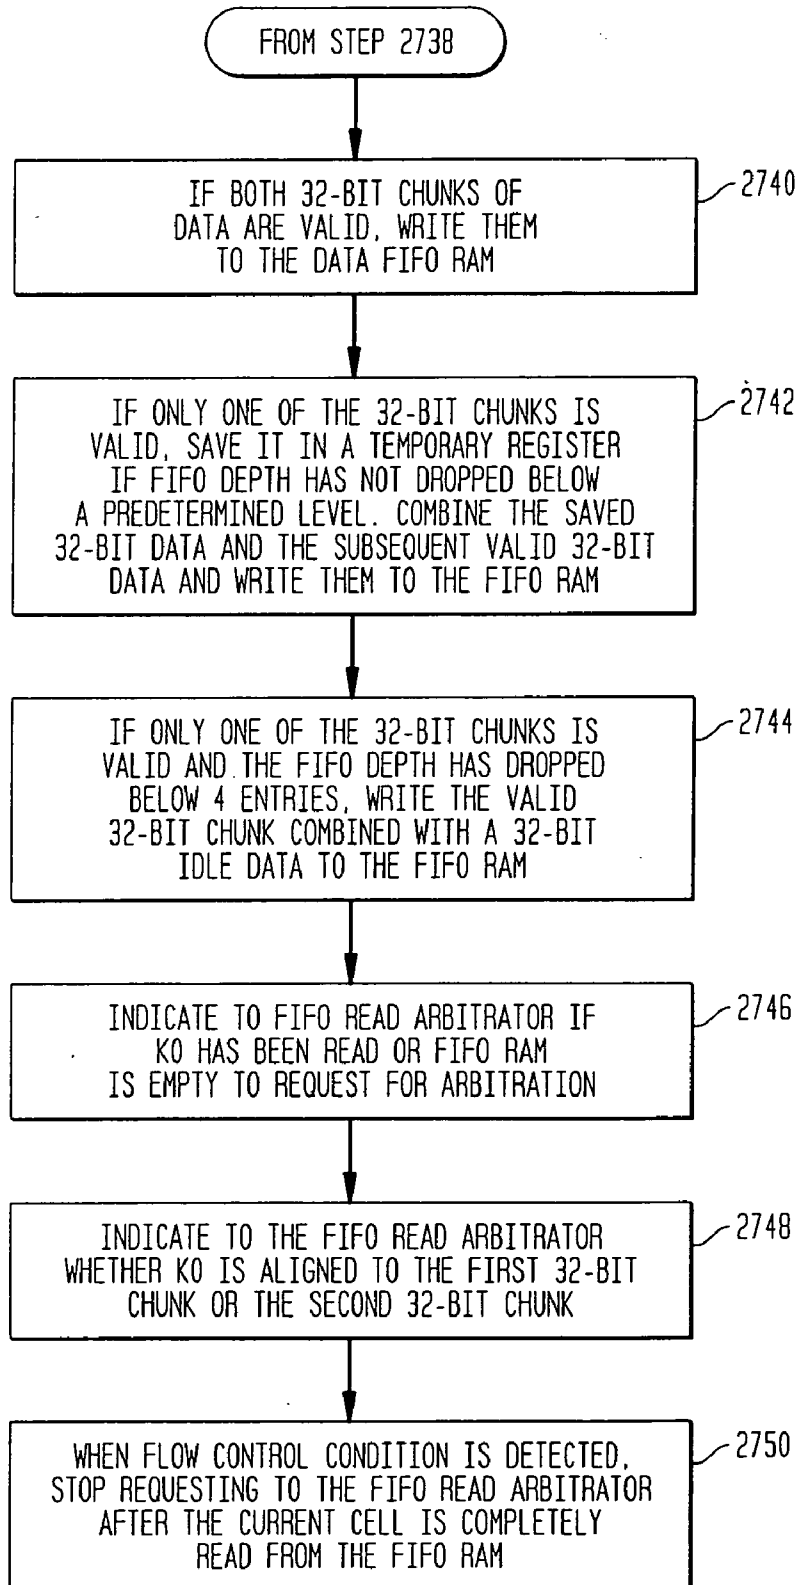 FROM STEP 2738
IF BOTH 32-BIT CHUNKS OF
DATA ARE VALID, WRITE THEM
TO THE DATA FIFO RAM
2740
IF ONLY ONE OF THE 32-BIT CHUNKS IS
VALID, SAVE IT IN A TEMPORARY REGISTER
IF FIFO DEPTH HAS NOT DROPPED BELOW
A PREDETERMINED LEVEL. COMBINE THE SAVED
32-BIT DATA AND THE SUBSEQUENT VALID 32-BIT
DATA AND WRITE THEM TO THE FIFO RAM
2742
IF ONLY ONE OF THE 32-BIT CHUNKS IS
VALID AND THE FIFO DEPTH HAS DROPPED
BELOW 4 ENTRIES, WRITE THE VALID
32-BIT CHUNK COMBINED WITH A 32-BIT
IDLE DATA TO THE FIFO RAM
2744
INDICATE TO FIFO READ ARBITRATOR IF
K0 HAS BEEN READ OR FIFO RAM
IS EMPTY TO REQUEST FOR ARBITRATION
2746
INDICATE TO THE FIFO READ ARBITRATOR
WHETHER K0 IS ALIGNED TO THE FIRST 32-BIT
CHUNK OR THE SECOND 32-BIT CHUNK
2748
WHEN FLOW CONTROL CONDITION IS DETECTED,
STOP REQUESTING TO THE FIFO READ ARBITRATOR
AFTER THE CURRENT CELL IS COMPLETELY
READ FROM THE FIFO RAM
2750